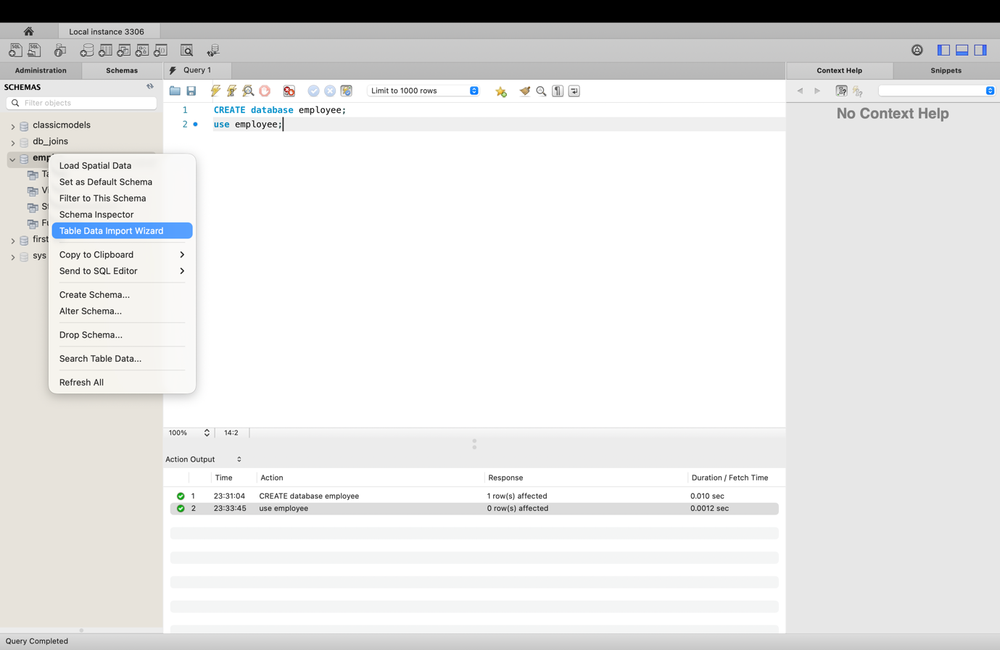 Local instance 3306
Administration
Schemas
Query 1
Context Help
Snippets
SCHEMAS
Filter objects
Limit to 1000 rows
1 CREATE database employee;
2 use employee;
No Context Help
classicmodels
db_joins
emp
Load Spatial Data
Set as Default Schema
Filter to This Schema
Schema Inspector
Table Data Import Wizard
first
sys
Copy to Clipboard
Send to SQL Editor
Create Schema...
Alter Schema...
Drop Schema...
Search Table Data...
Refresh All
100%
14:2
Action Output
Time Action Response Duration / Fetch Time
1 23:31:04 CREATE database employee 1 row(s) affected 0.010 sec
2 23:33:45 use employee 0 row(s) affected 0.0012 sec
Query Completed